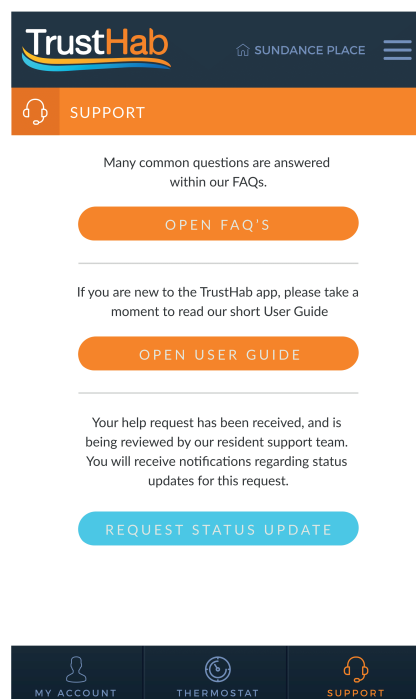 TrustHab
SUNDANCE PLACE
SUPPORT
Many common questions are answered
within our FAQs.
OPEN FAQ'S
If you are new to the TrustHab app, please take a
moment to read our short User Guide
OPEN USER GUIDE
Your help request has been received, and is
being reviewed by our resident support team.
You will receive notifications regarding status
updates for this request.
REQUEST STATUS UPDATE
MY ACCOUNT
THERMOSTAT
SUPPORT